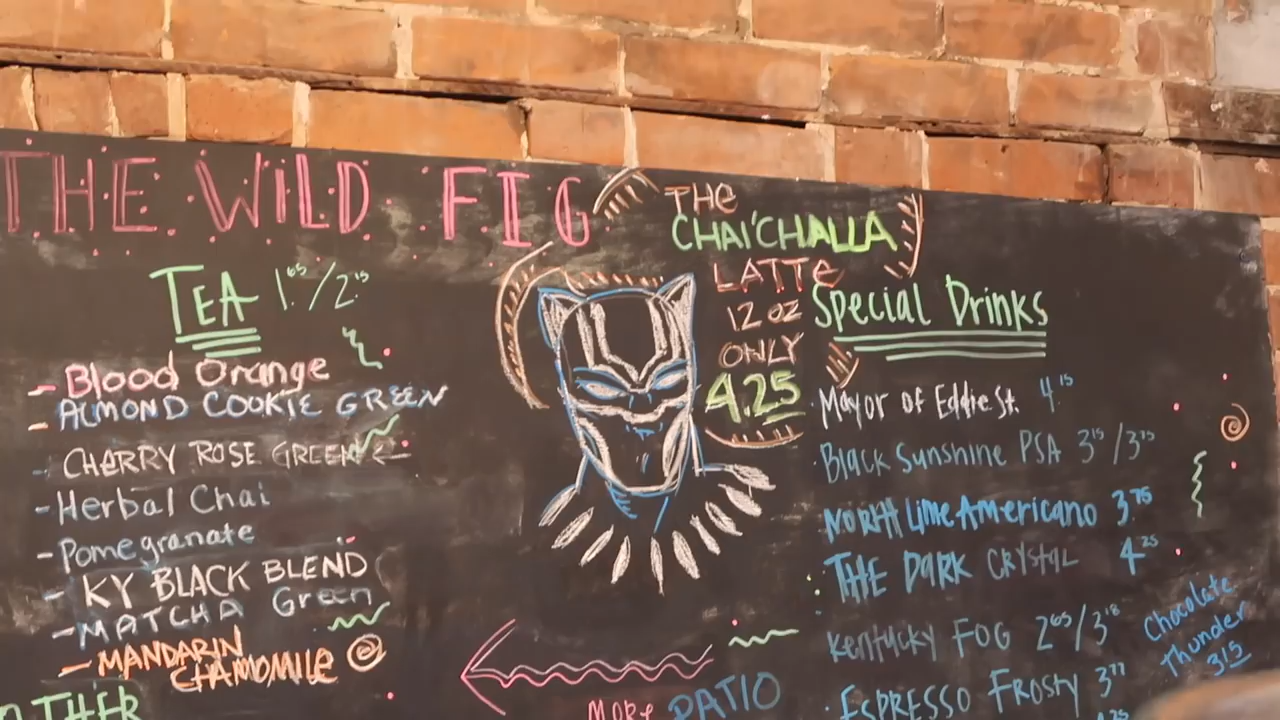 THE WILD FIG
TEA 1.65/2.15
- Blood Orange
- ALMOND COOKIE GREEN
- CHERRY ROSE GREEN
- Herbal Chai
- Pomegranate
- KY BLACK BLEND
- MATCHA Green
- MANDARIN
CHAMOMILE
THE
CHAI'CHALLA
LATTE
12 OZ
ONLY
4.25
MORE PATIO
Special Drinks
Mayor of Eddie St. 4.15
Black Sunshine PSA 3.15/3.75
NORTH Lime Americano 3.75
THE DARK CRYSTAL 4.25
Kentucky FOG 2.65/3.18
ESPRESSO FROSTY 3.77
Chocolate
Thunder
3.15